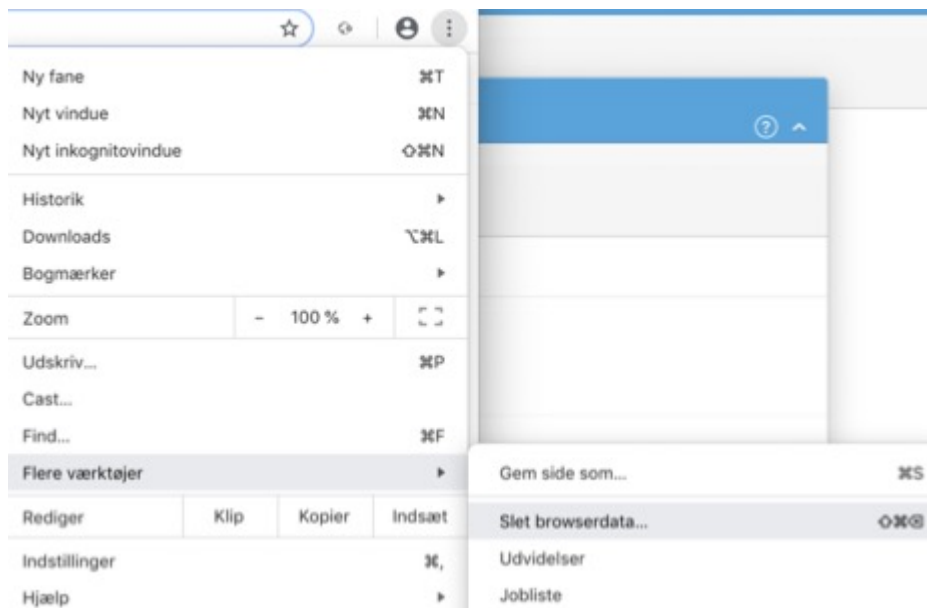 Ny fane ⌘T
Nyt vindue ⌘N
Nyt inkognitovindue ⇧⌘N
Historik
Downloads ⌥⌘L
Bogmærker
Zoom - 100 % +
Udskriv... ⌘P
Cast...
Find... ⌘F
Flere værktøjer
Rediger Klip Kopier Indsæt
Indstillinger ⌘,
Hjælp
Gem side som... ⌘S
Slet browserdata... ⇧⌘⌫
Udvidelser
Jobliste